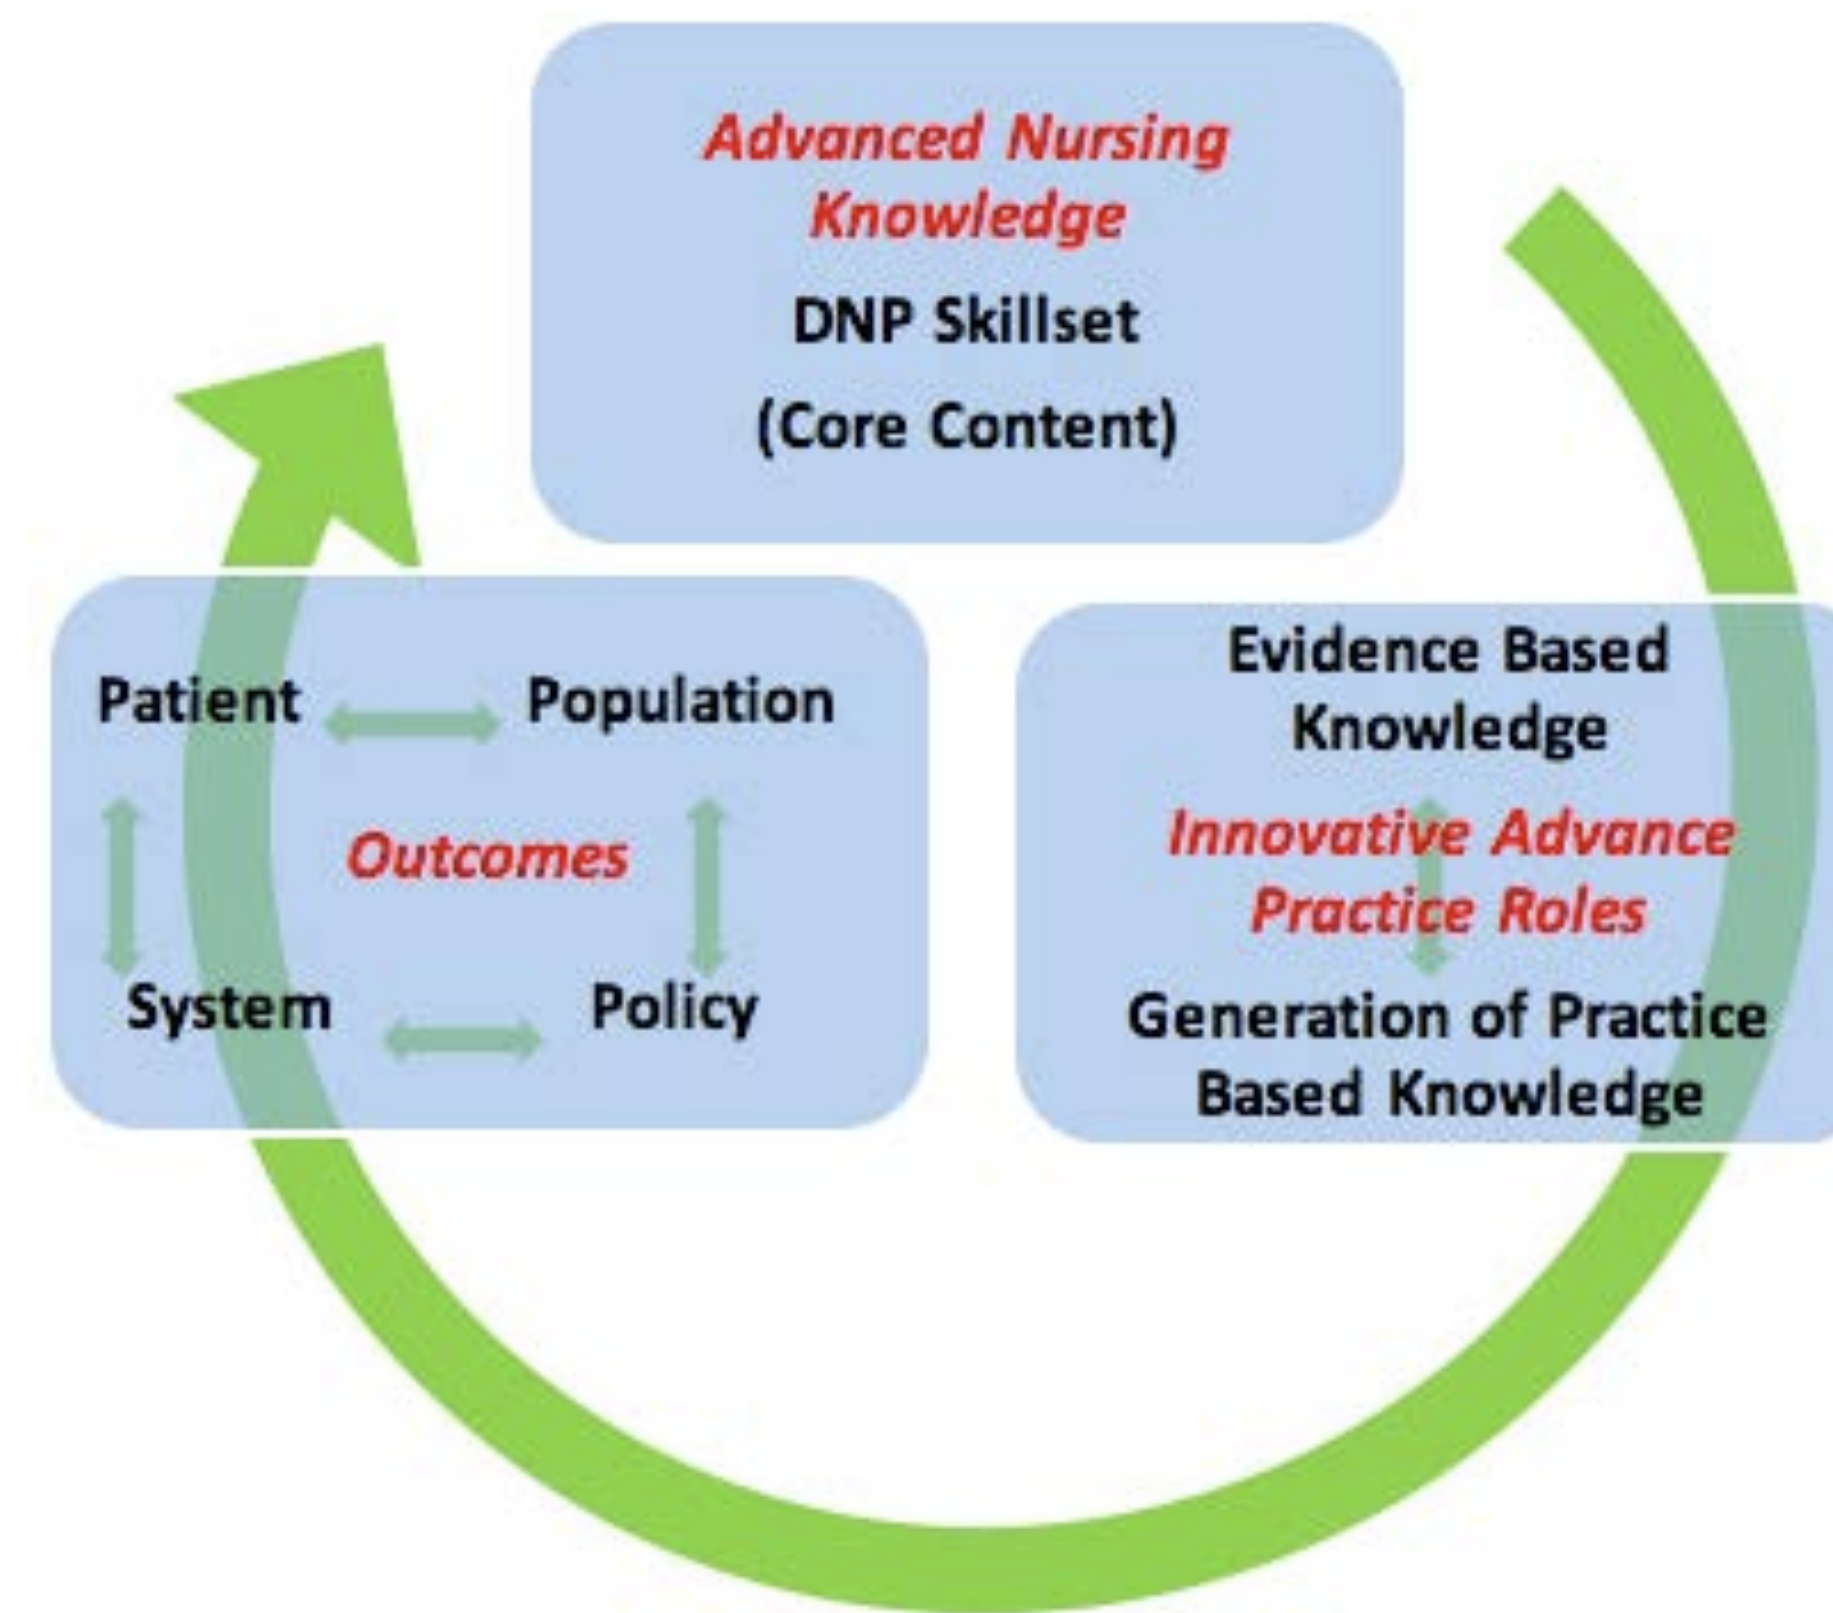 Advanced Nursing
Knowledge
DNP Skillset
(Core Content)
Patient
Population
Outcomes
System
Policy
Evidence Based
Knowledge
Innovative Advance
Practice Roles
Generation of Practice
Based Knowledge